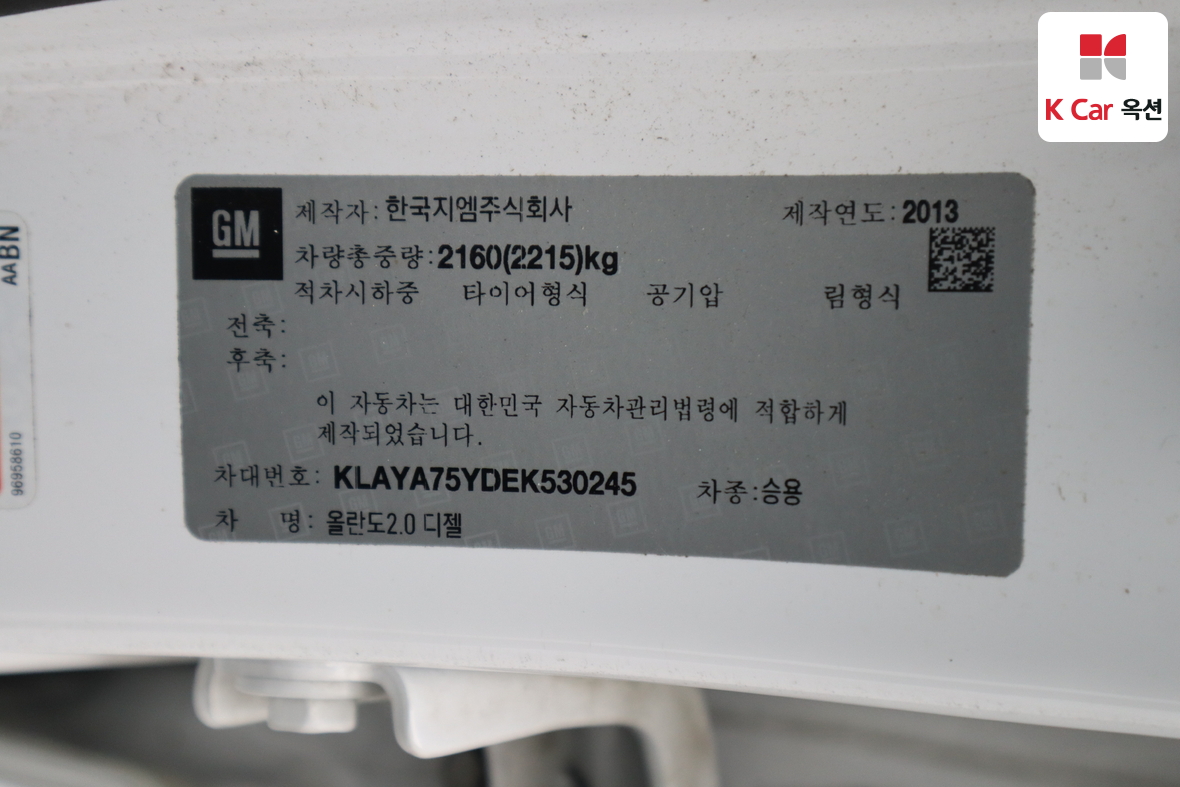 K Car 옥션
GM
제작자: 한국지엠주식회사 제작연도: 2013
차량총중량: 2160(2215)kg
적차시하중 타이어형식 공기압 림형식
전축:
후축:
이 자동차는 대한민국 자동차관리법령에 적합하게
제작되었습니다.
차대번호: KLAYA75YDEK530245 차종:승용
차 명: 올란도2.0 디젤
AABN
96958610